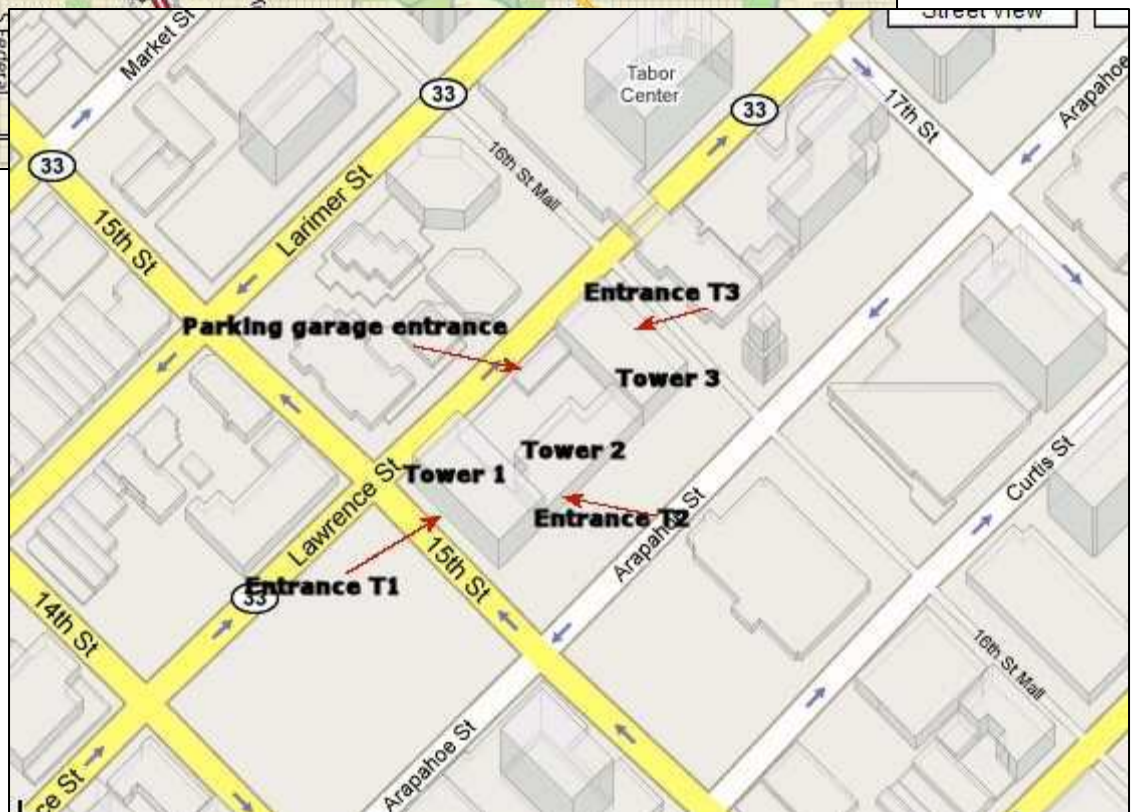 Street View
Market St
33
Tabor
Center
33
17th St
Arapahoe
33
16th St Mall
15th St
Larimer St
Entrance T3
Parking garage entrance
Tower 3
Tower 2
Tower 1
Lawrence St
Entrance T2
Curtis St
Arapahoe St
15th St
Entrance T1
33
14th St
16th St Mall
Arapahoe St
ce St